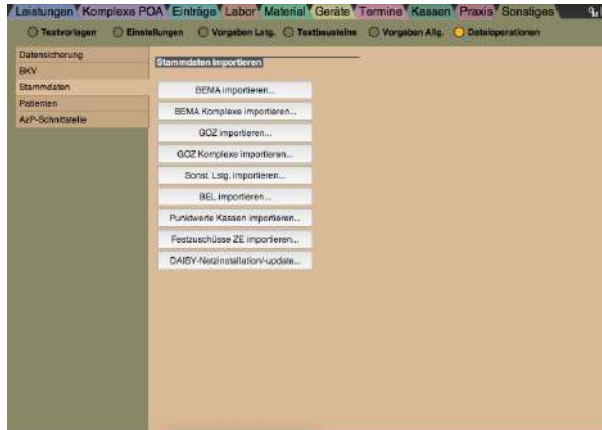 Leistungen Komplexe POA Einträge Labor Material Geräte Termine Kassen Praxis Sonstiges
Textvorlagen Einstellungen Vorgaben Lstg. Textbausteine Vorgaben Allg. Dateioperationen
Datensicherung
BKV
Stammdaten
Patienten
AzP-Schnittstelle
Stammdaten importieren
BEMA importieren...
BEMA Komplexe importieren...
GOZ importieren...
GOZ Komplexe importieren...
Sonst. Lstg. importieren...
BEL importieren...
Punktwerte Kassen importieren...
Festzuschüsse ZE importieren...
DAISY-Netzinstallation/-update...